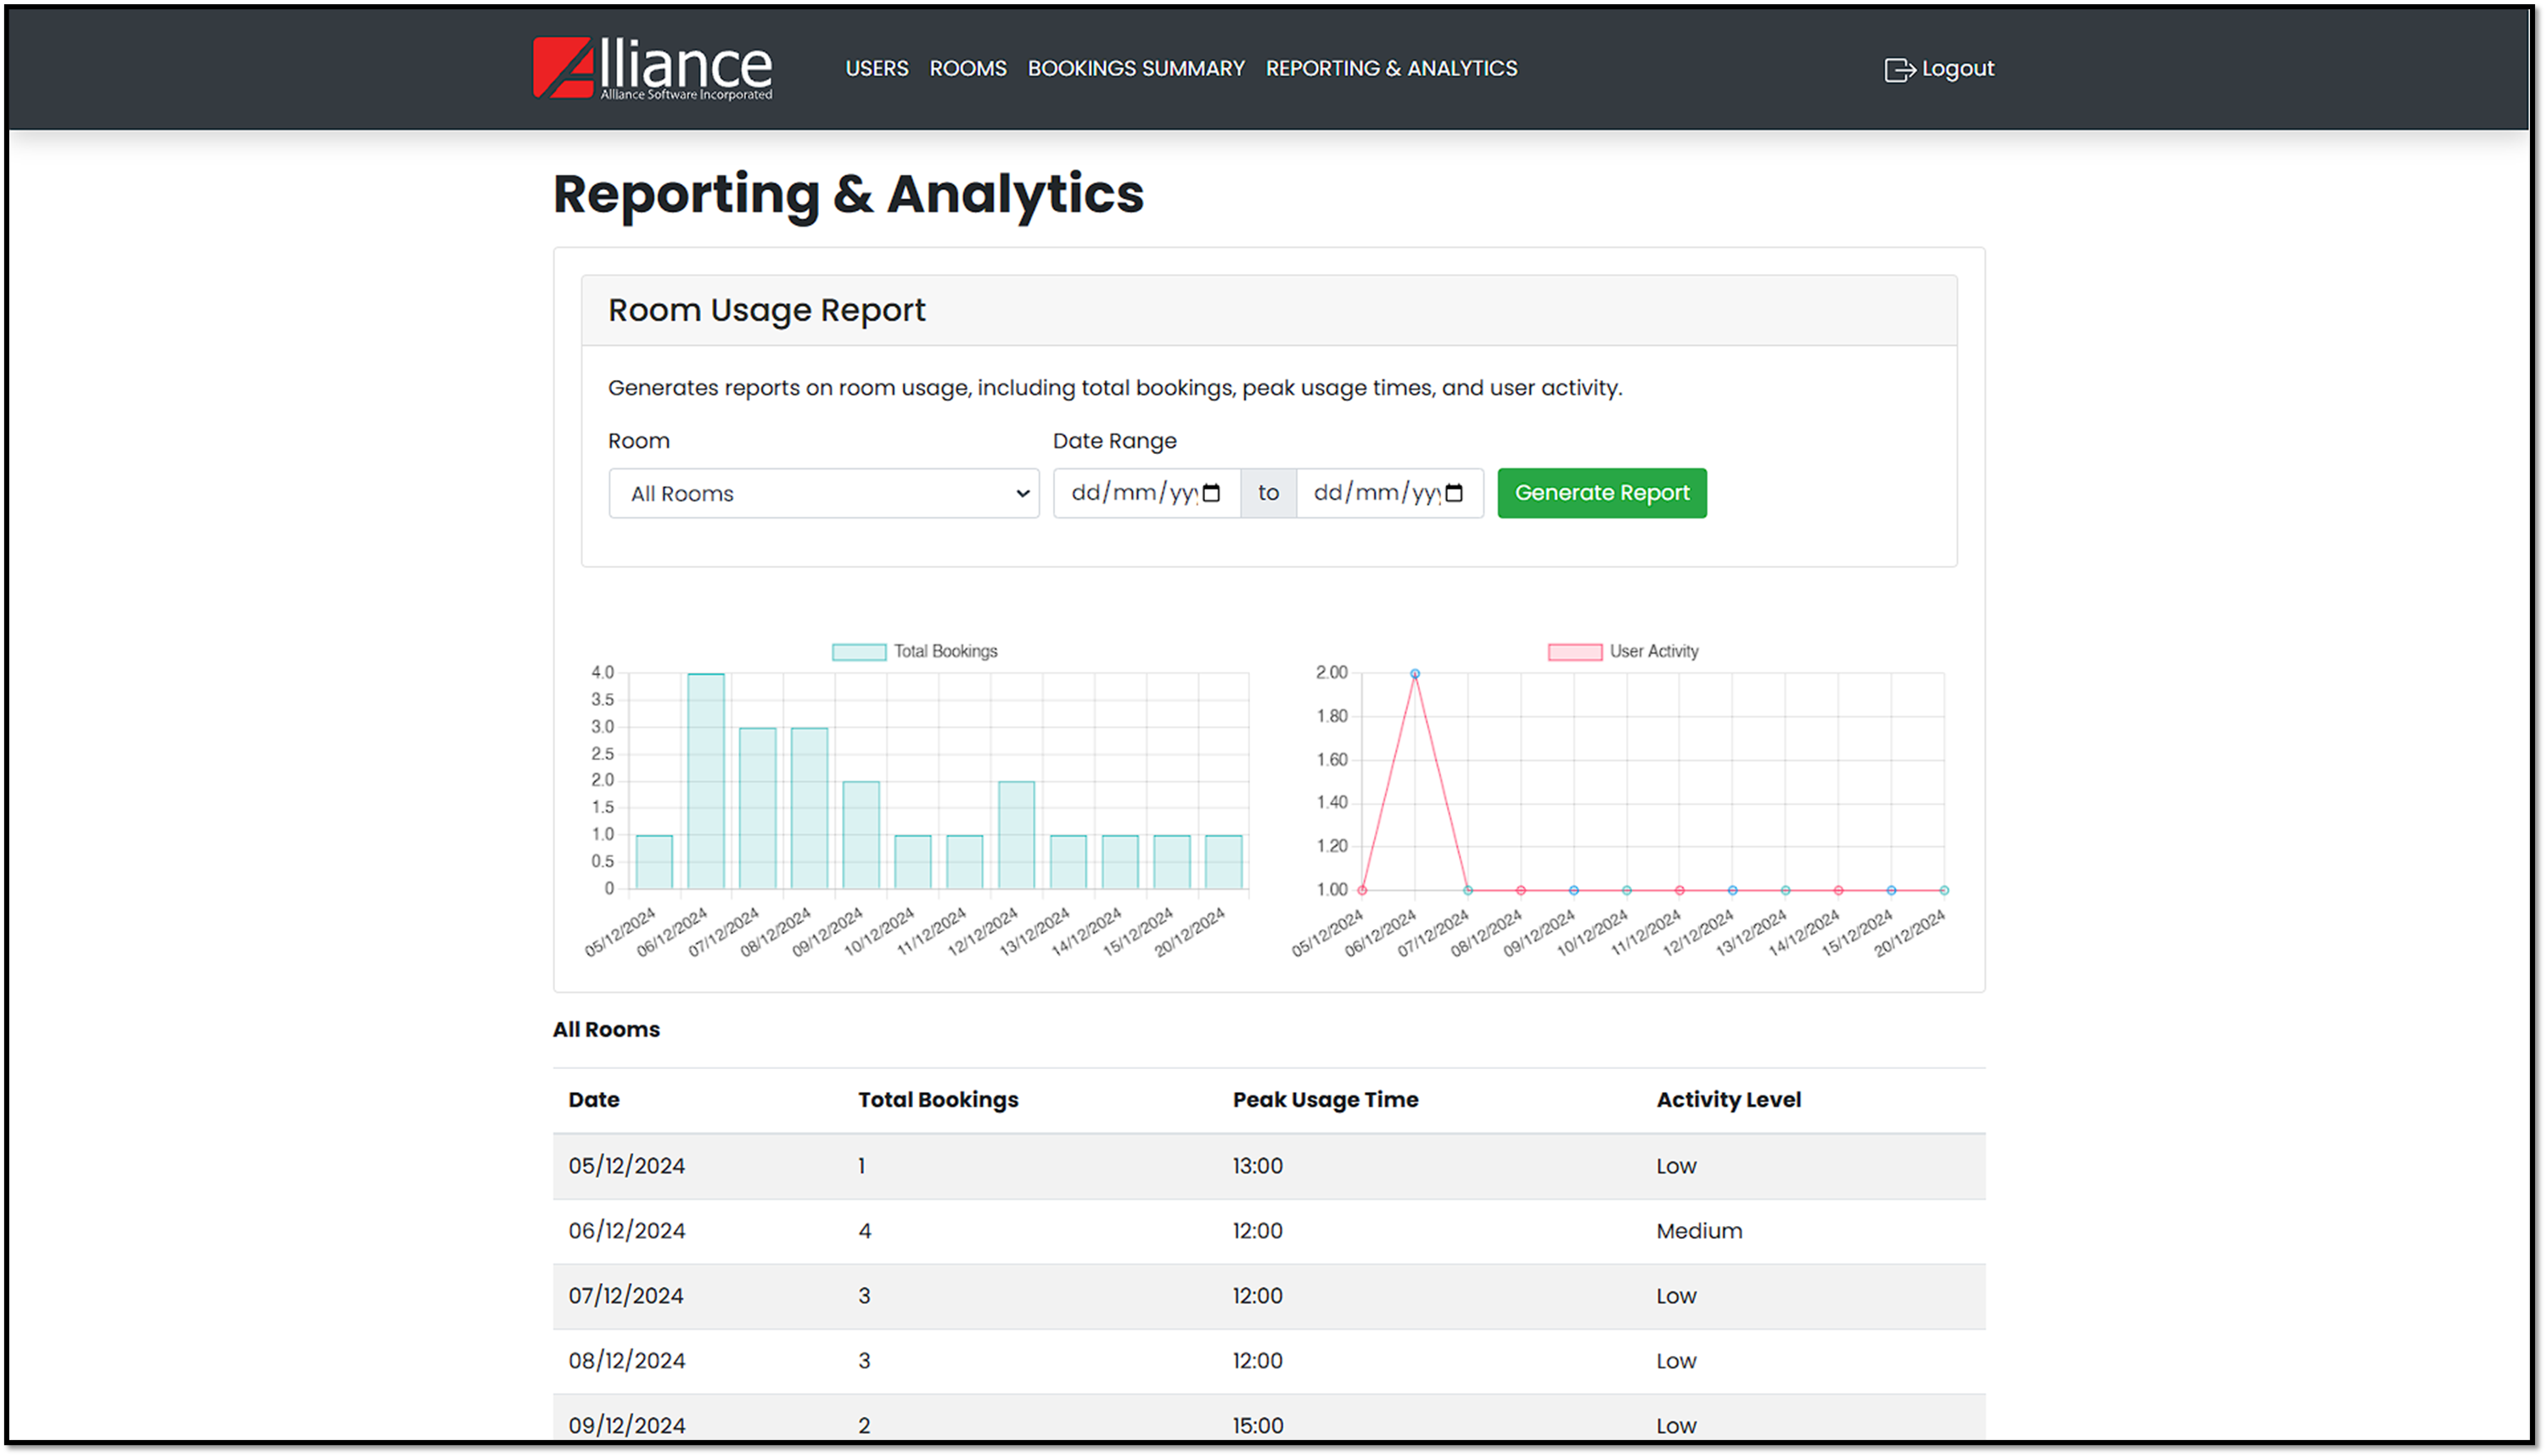 Alliance
Alliance Software Incorporated
USERS ROOMS BOOKINGS SUMMARY REPORTING & ANALYTICS Logout
Reporting & Analytics
Room Usage Report
Generates reports on room usage, including total bookings, peak usage times, and user activity.
Room Date Range
All Rooms dd/mm/yyy to dd/mm/yyy Generate Report
Total Bookings
4.0
3.5
3.0
2.5
2.0
1.5
1.0
0.5
0
05/12/2024 06/12/2024 07/12/2024 08/12/2024 09/12/2024 10/12/2024 11/12/2024 12/12/2024 13/12/2024 14/12/2024 15/12/2024 20/12/2024
User Activity
2.00
1.80
1.60
1.40
1.20
1.00
05/12/2024 06/12/2024 07/12/2024 08/12/2024 09/12/2024 10/12/2024 11/12/2024 12/12/2024 13/12/2024 14/12/2024 15/12/2024 20/12/2024
All Rooms
Date Total Bookings Peak Usage Time Activity Level
05/12/2024 1 13:00 Low
06/12/2024 4 12:00 Medium
07/12/2024 3 12:00 Low
08/12/2024 3 12:00 Low
09/12/2024 2 15:00 Low